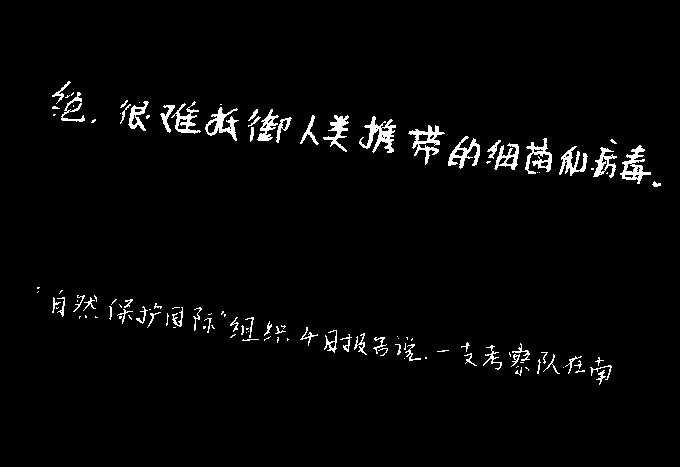 绝，很难抵御人类携带的细菌和病毒。
“自然保护国际”组织4日报告说，一支考察队在南